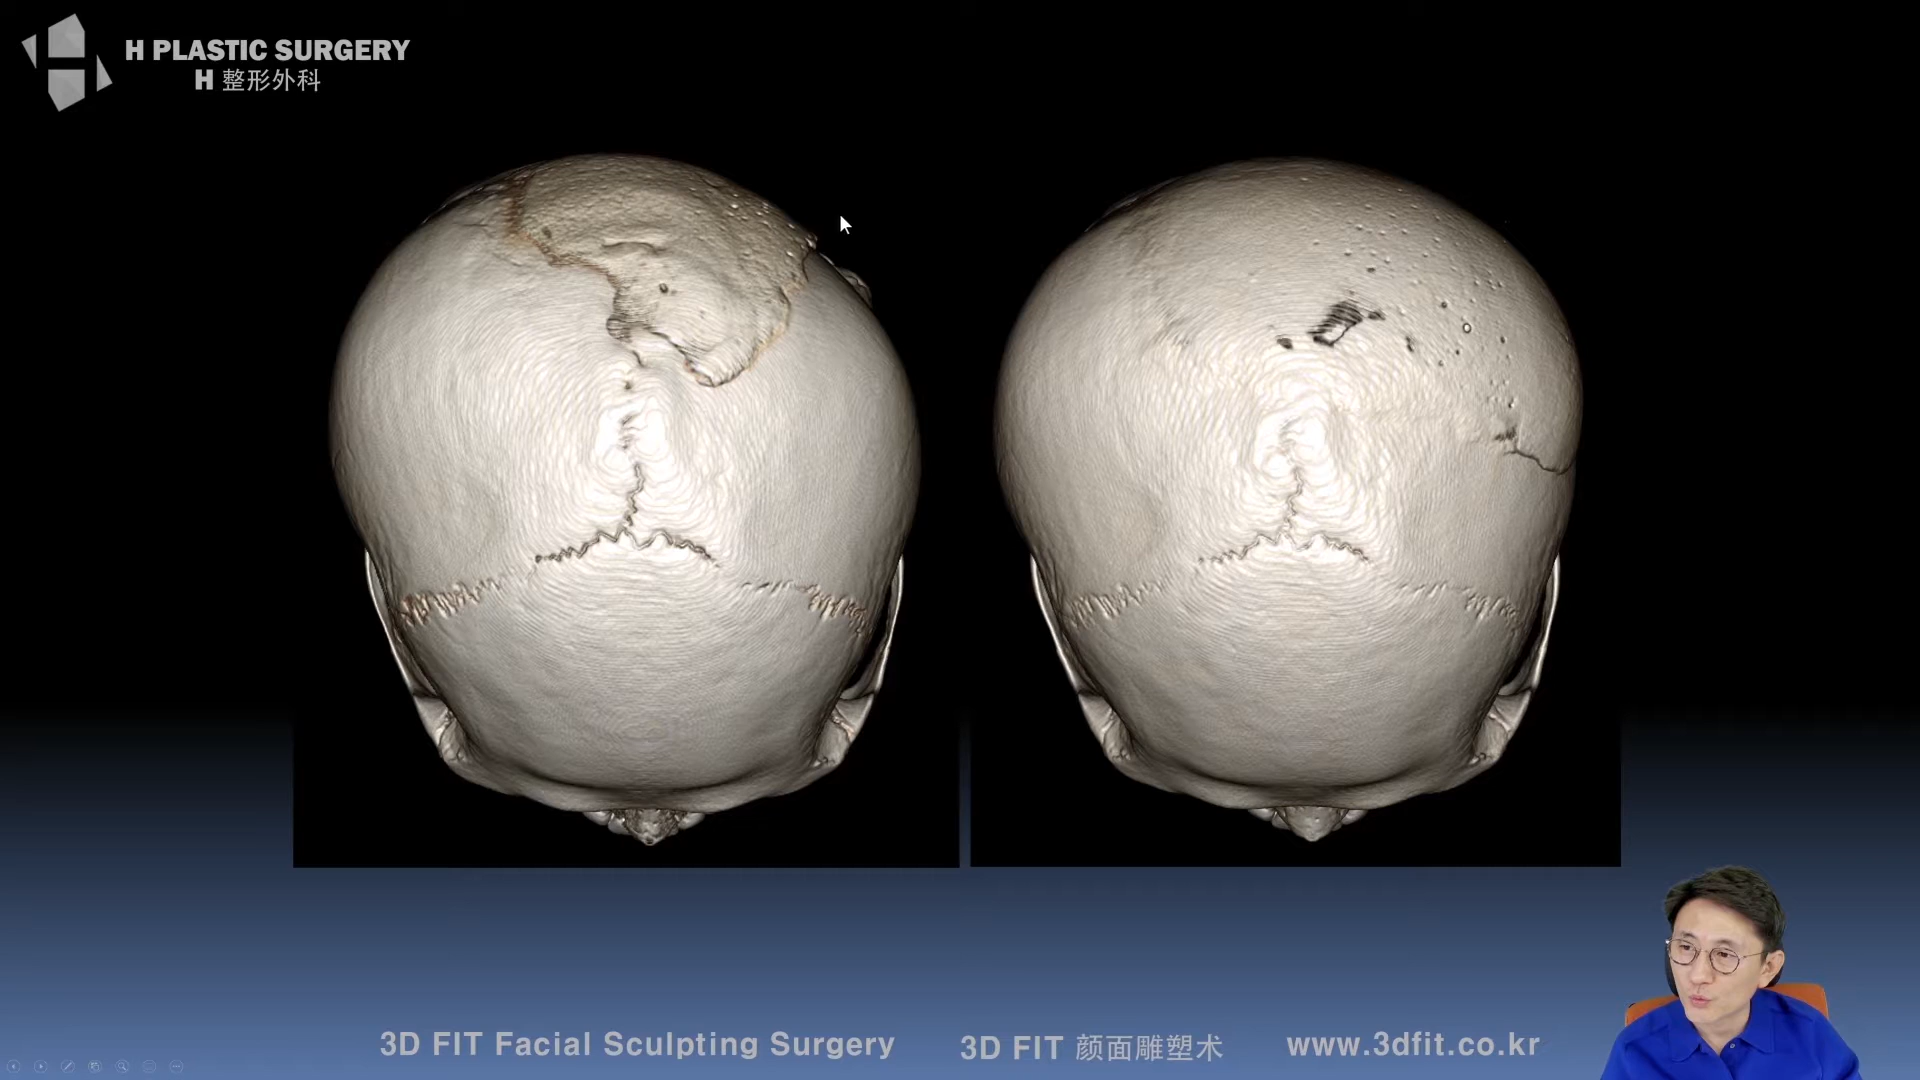 H PLASTIC SURGERY
H 整形外科
3D FIT Facial Sculpting Surgery 3D FIT 颜面雕塑术 www.3dfit.co.kr